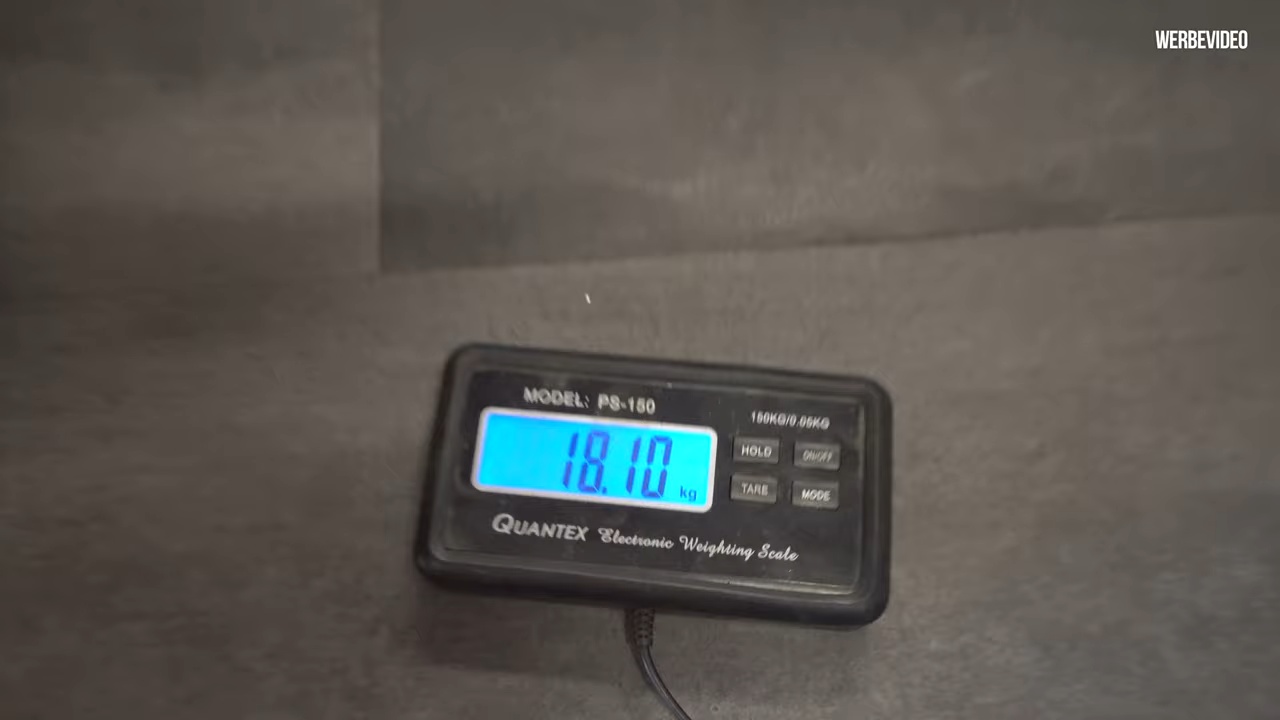 WERBEVIDEO
MODEL: PS-150
150KG/0.05KG
18.10 kg
HOLD ON/OFF
TARE MODE
QUANTEX Electronic Weighting Scale